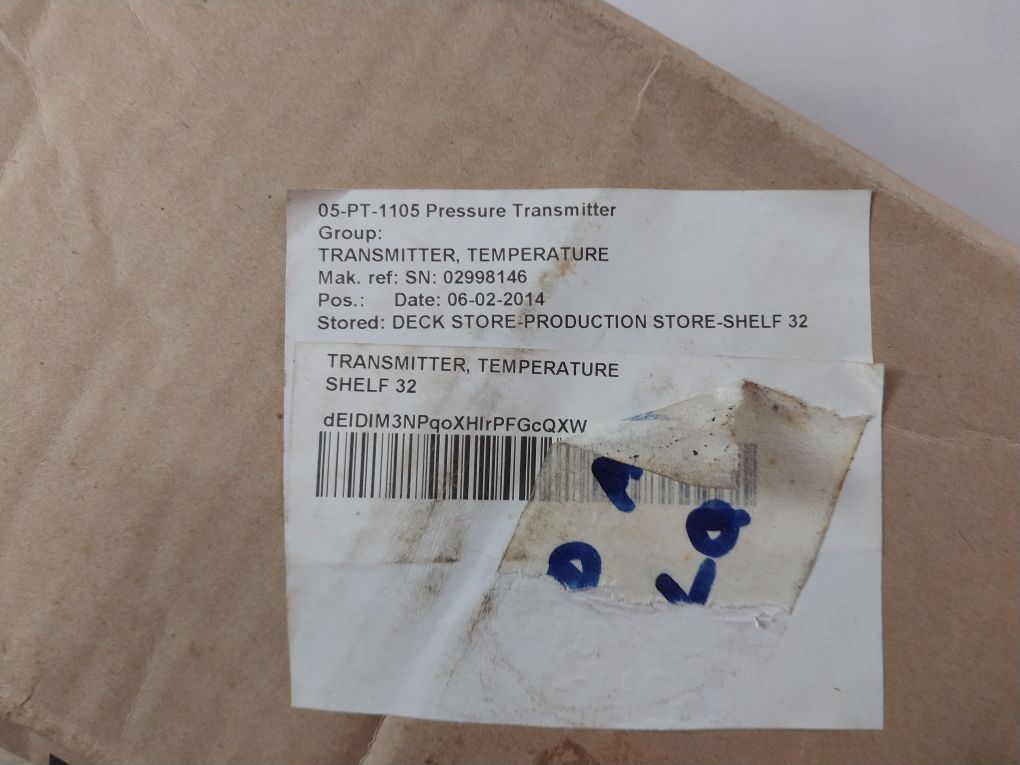 05-PT-1105 Pressure Transmitter
Group:
TRANSMITTER, TEMPERATURE
Mak. ref: SN: 02998146
Pos.: Date: 06-02-2014
Stored: DECK STORE-PRODUCTION STORE-SHELF 32
TRANSMITTER, TEMPERATURE
SHELF 32
dEIDIM3NPqoXHIrPFGcQXW